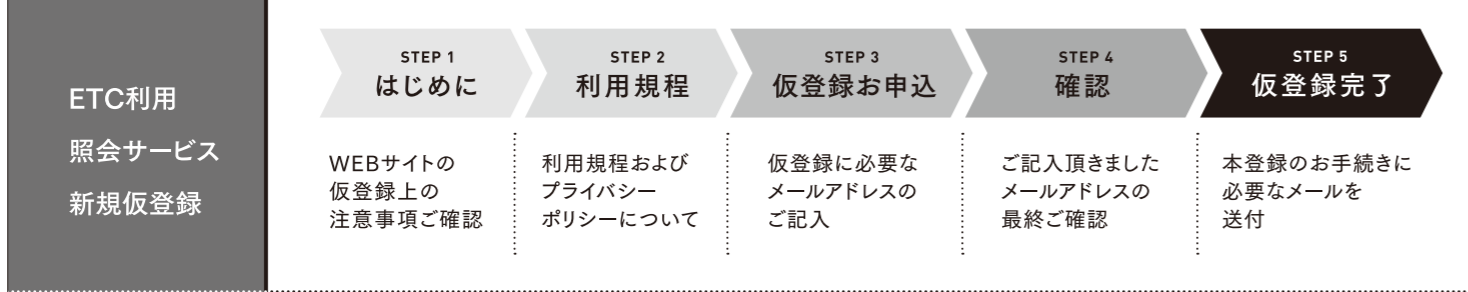 ETC利用
照会サービス
新規仮登録
STEP 1
はじめに
WEBサイトの
仮登録上の
注意事項ご確認
STEP 2
利用規程
利用規程および
プライバシー
ポリシーについて
STEP 3
仮登録お申込
仮登録に必要な
メールアドレスの
ご記入
STEP 4
確認
ご記入頂きました
メールアドレスの
最終ご確認
STEP 5
仮登録完了
本登録のお手続きに
必要なメールを
送付